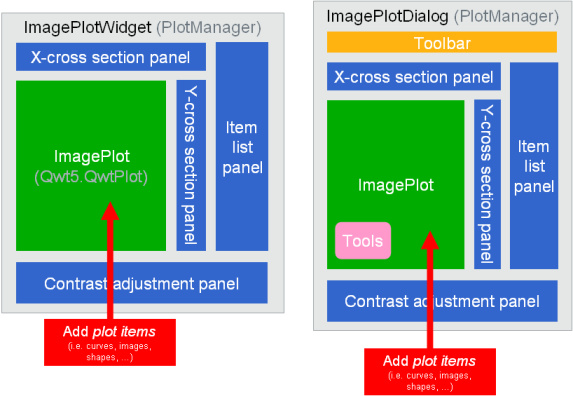 ImagePlotWidget (PlotManager)
X-cross section panel
ImagePlot
(Qwt5.QwtPlot)
Y-cross section panel
Item
list
panel
Contrast adjustment panel
Add plot items
(i.e. curves, images,
shapes, ...)
ImagePlotDialog (PlotManager)
Toolbar
X-cross section panel
ImagePlot
Tools
Y-cross section panel
Item
list
panel
Contrast adjustment panel
Add plot items
(i.e. curves, images,
shapes, ...)